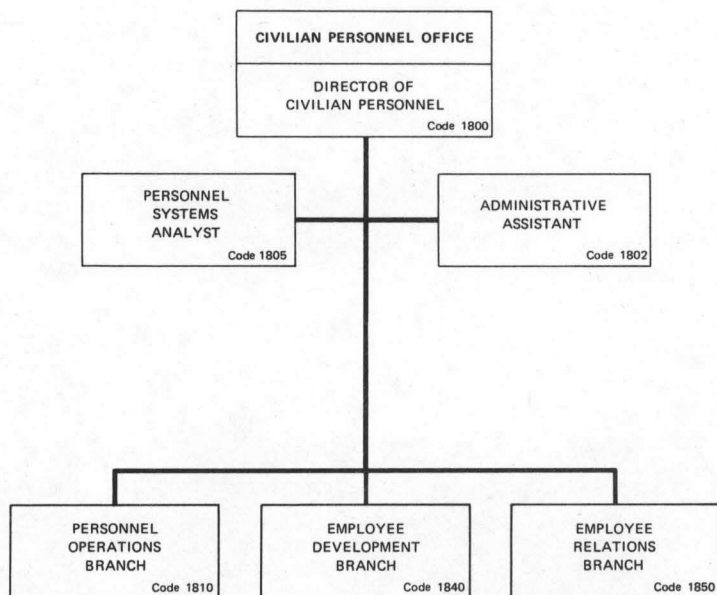 CIVILIAN PERSONNEL OFFICE
DIRECTOR OF
CIVILIAN PERSONNEL
Code 1800
PERSONNEL
SYSTEMS
ANALYST
Code 1805
ADMINISTRATIVE
ASSISTANT
Code 1802
PERSONNEL
OPERATIONS
BRANCH
Code 1810
EMPLOYEE
DEVELOPMENT
BRANCH
Code 1840
EMPLOYEE
RELATIONS
BRANCH
Code 1850